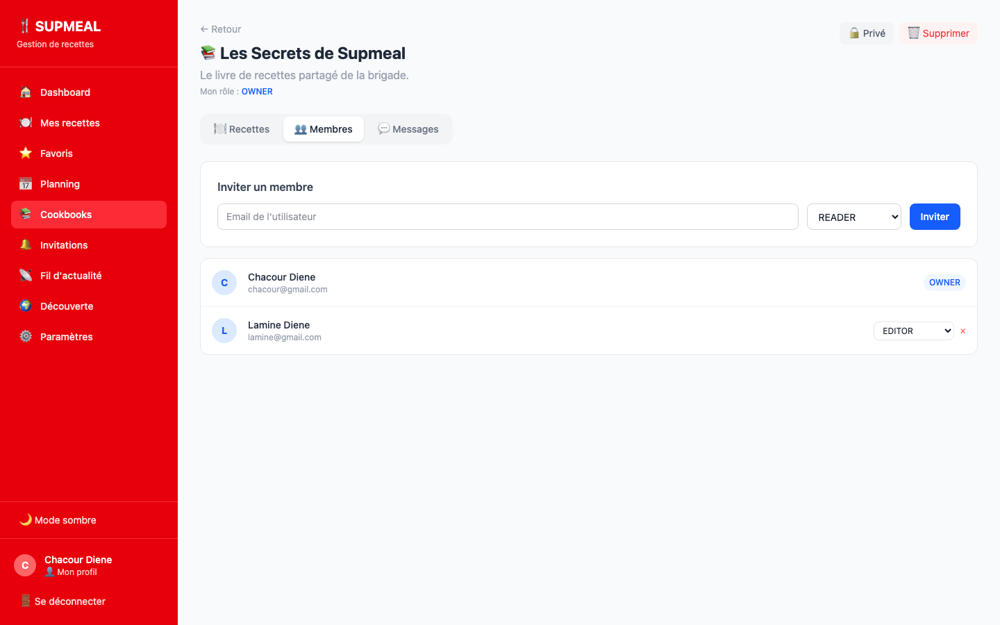 SUPMEAL
Gestion de recettes
Dashboard
Mes recettes
Favoris
17 Planning
Cookbooks
Invitations
Fil d'actualité
Découverte
Paramètres
Mode sombre
C Chacour Diene
Mon profil
Se déconnecter
← Retour
Privé
Supprimer
Les Secrets de Supmeal
Le livre de recettes partagé de la brigade.
Mon rôle : OWNER
Recettes
Membres
Messages
Inviter un membre
Email de l'utilisateur
READER
Inviter
C Chacour Diene
chacour@gmail.com
OWNER
L Lamine Diene
lamine@gmail.com
EDITOR
×